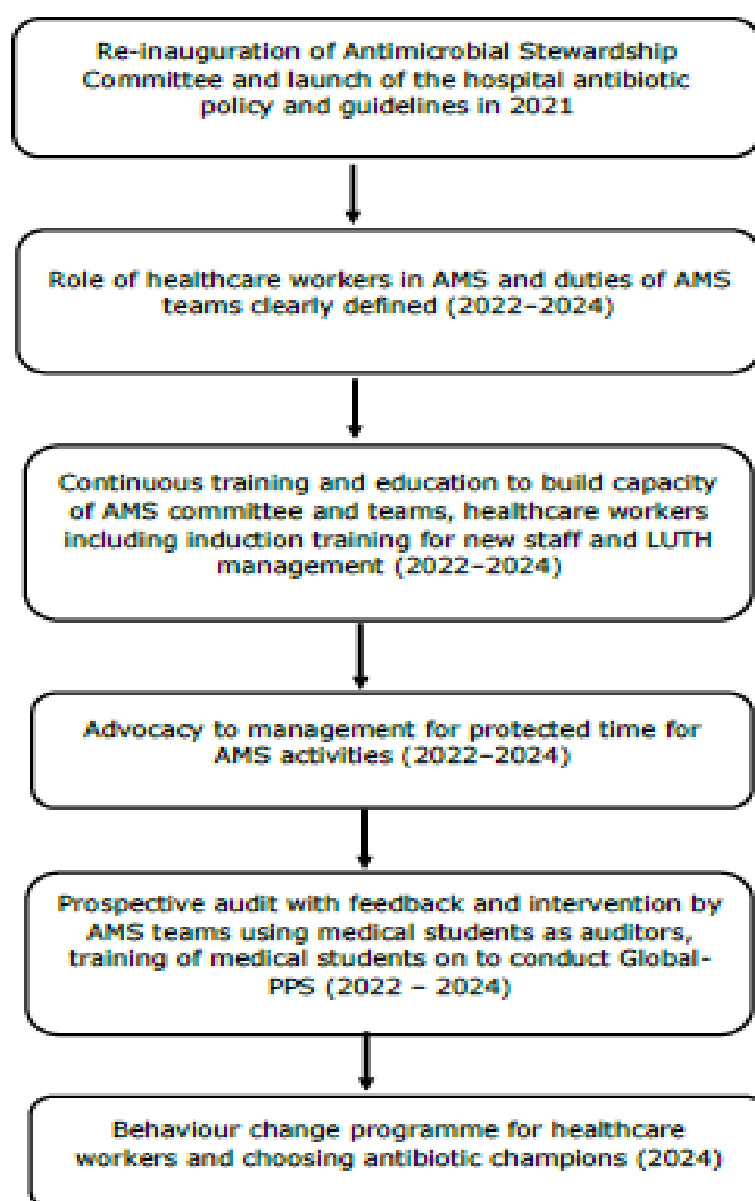 Re-inauguration of Antimicrobial Stewardship
Committee and launch of the hospital antibiotic
policy and guidelines in 2021
Role of healthcare workers in AMS and duties of AMS
teams clearly defined (2022–2024)
Continuous training and education to build capacity
of AMS committee and teams, healthcare workers
including induction training for new staff and LUTH
management (2022–2024)
Advocacy to management for protected time for
AMS activities (2022–2024)
Prospective audit with feedback and intervention by
AMS teams using medical students as auditors,
training of medical students on to conduct Global-
PPS (2022 – 2024)
Behaviour change programme for healthcare
workers and choosing antibiotic champions (2024)